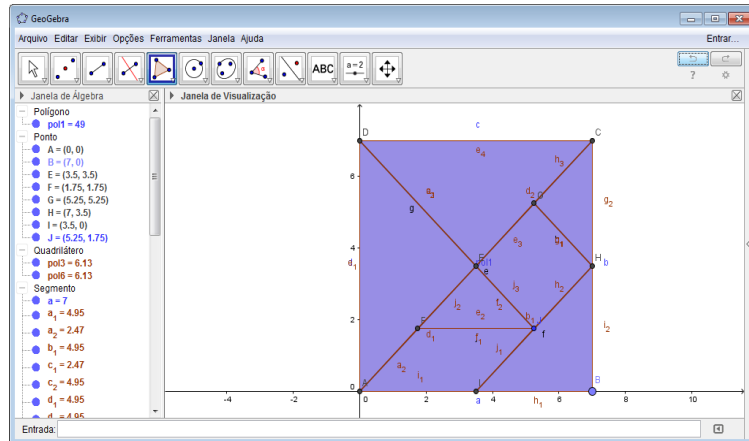 GeoGebra
Arquivo Editar Exibir Opções Ferramentas Janela Ajuda
Entrar...
ABC a=2
?
Janela de Álgebra
Janela de Visualização
Polígono
pol1 = 49
Ponto
A = (0, 0)
B = (7, 0)
E = (3.5, 3.5)
F = (1.75, 1.75)
G = (5.25, 5.25)
H = (7, 3.5)
I = (3.5, 0)
J = (5.25, 1.75)
Quadrilátero
pol3 = 6.13
pol6 = 6.13
Segmento
a = 7
a₁ = 4.95
a₂ = 2.47
b₁ = 4.95
c₁ = 2.47
c₂ = 4.95
d₁ = 4.95
c
D
C
e₄
h₃
6
a₃
d₂
g
g₂
e₃
4
E
H
b
e
j₃
h₂
j₂
f₂
2
F
e₂
b₁
i₂
d₁
f₁
f
j₁
a₂
i₁
A
B
0
-4 -2 0 2 4 6 8 10
a
h₁
Entrada: